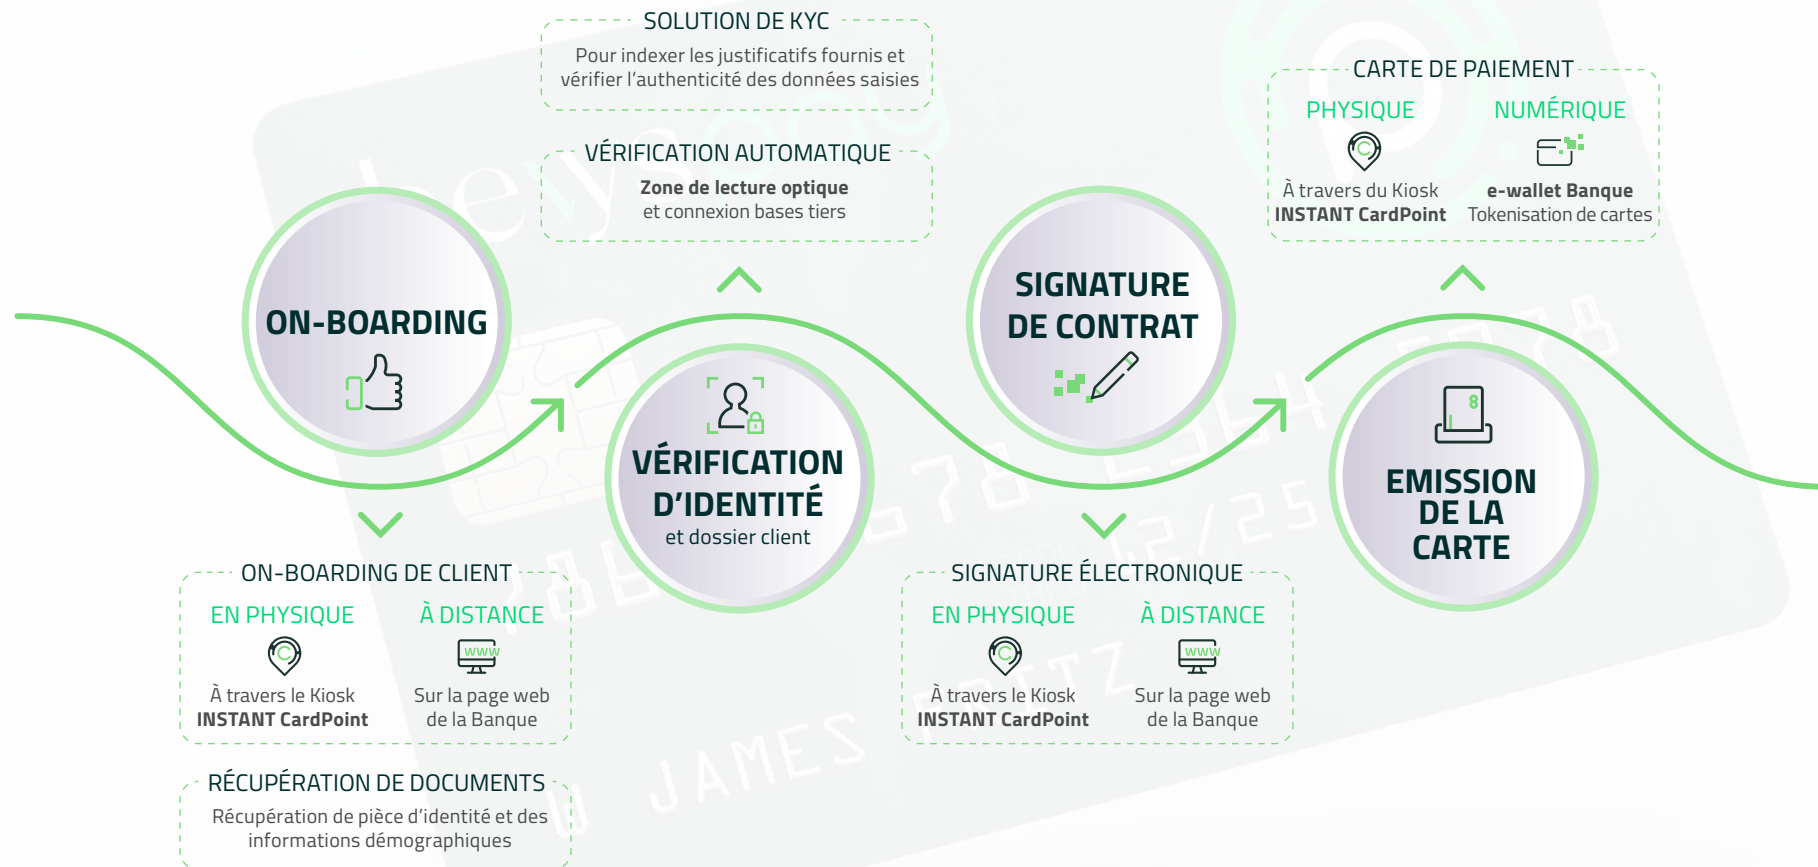 SOLUTION DE KYC
Pour indexer les justificatifs fournis et
vérifier l’authenticité des données saisies
VÉRIFICATION AUTOMATIQUE
Zone de lecture optique
et connexion bases tiers
CARTE DE PAIEMENT
PHYSIQUE
À travers du Kiosk
INSTANT CardPoint
NUMÉRIQUE
e-wallet Banque
Tokenisation de cartes
ON-BOARDING
VÉRIFICATION
D’IDENTITÉ
et dossier client
SIGNATURE
DE CONTRAT
8
EMISSION
DE LA
CARTE
ON-BOARDING DE CLIENT
EN PHYSIQUE
À travers le Kiosk
INSTANT CardPoint
À DISTANCE
www
Sur la page web
de la Banque
RÉCUPÉRATION DE DOCUMENTS
Récupération de pièce d’identité et des
informations démographiques
SIGNATURE ÉLECTRONIQUE
EN PHYSIQUE
À travers le Kiosk
INSTANT CardPoint
À DISTANCE
www
Sur la page web
de la Banque
12/25
W JAMES FRITZ